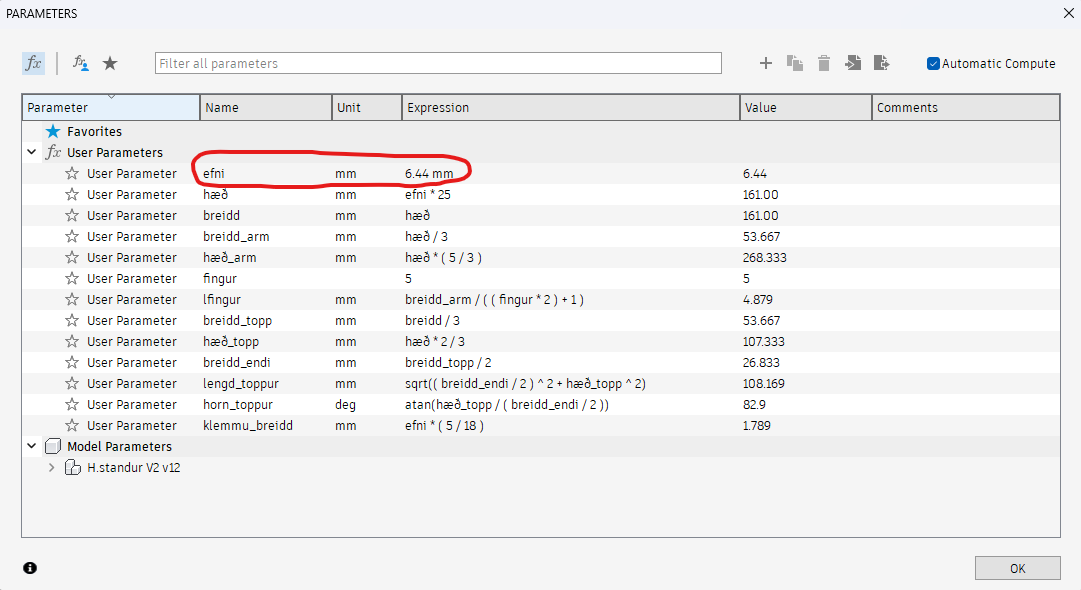 PARAMETERS
fx fx Filter all parameters Automatic Compute
Parameter Name Unit Expression Value Comments
Favorites
fx User Parameters
User Parameter efni mm 6.44 mm 6.44
User Parameter hæð mm efni * 25 161.00
User Parameter breidd mm hæð 161.00
User Parameter breidd_arm mm hæð / 3 53.667
User Parameter hæð_arm mm hæð * ( 5 / 3 ) 268.333
User Parameter fingur 5 5
User Parameter lfingur mm breidd_arm / ( ( fingur * 2 ) + 1 ) 4.879
User Parameter breidd_topp mm breidd / 3 53.667
User Parameter hæð_topp mm hæð * 2 / 3 107.333
User Parameter breidd_endi mm breidd_topp / 2 26.833
User Parameter lengd_toppur mm sqrt(( breidd_endi / 2 ) ^ 2 + hæð_topp ^ 2) 108.169
User Parameter horn_toppur deg atan(hæð_topp / ( breidd_endi / 2 )) 82.9
User Parameter klemmu_breidd mm efni * ( 5 / 18 ) 1.789
Model Parameters
H.standur V2 v12
OK